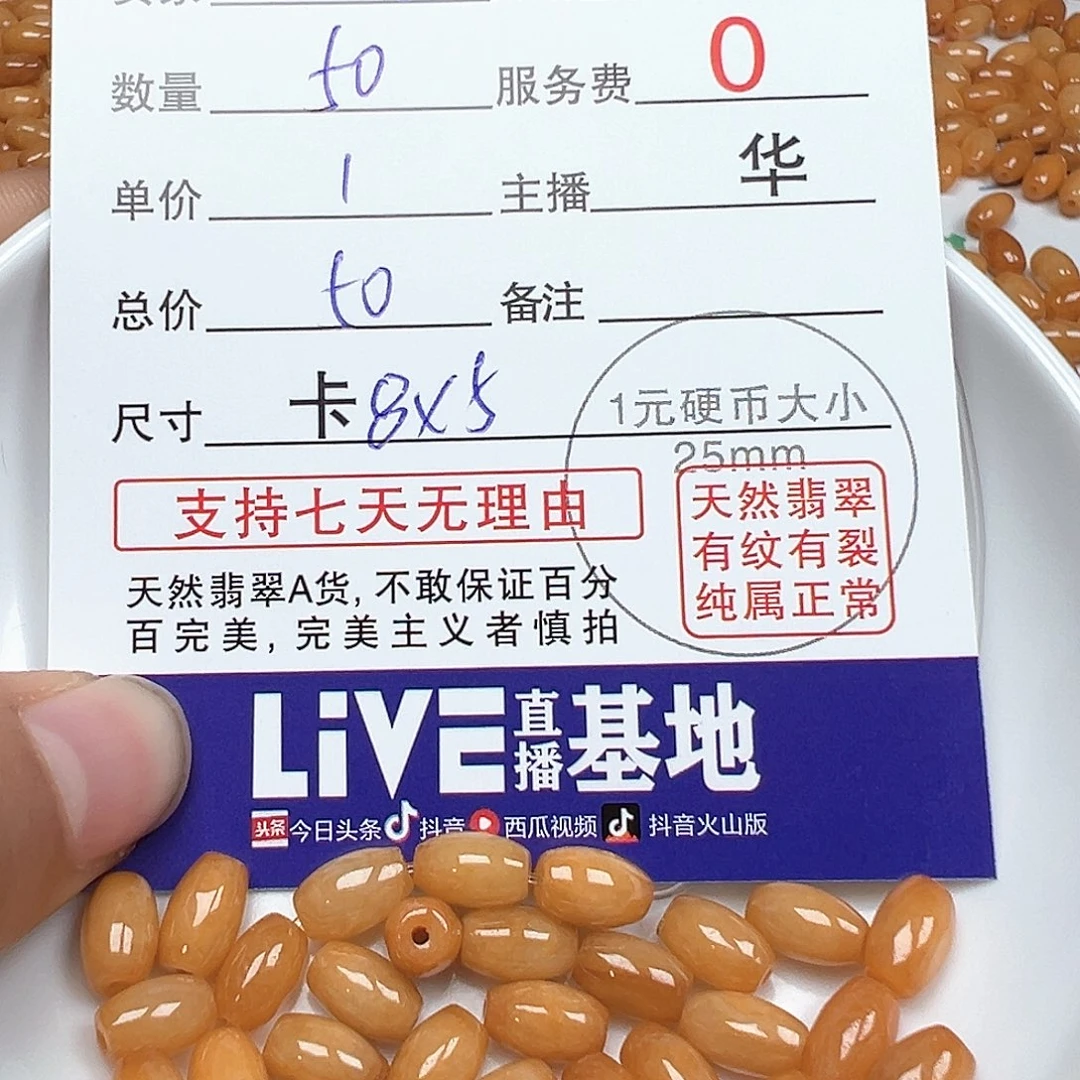 数量 50 服务费 0
单价 1 主播 华
总价 50 备注
尺寸 卡 8x5
1元硬币大小
25mm
支持七天无理由
天然翡翠
有纹有裂
纯属正常
天然翡翠A货,不敢保证百分
百完美,完美主义者慎拍
LiVE直播基地
头条 今日头条 抖音 西瓜视频 抖音火山版